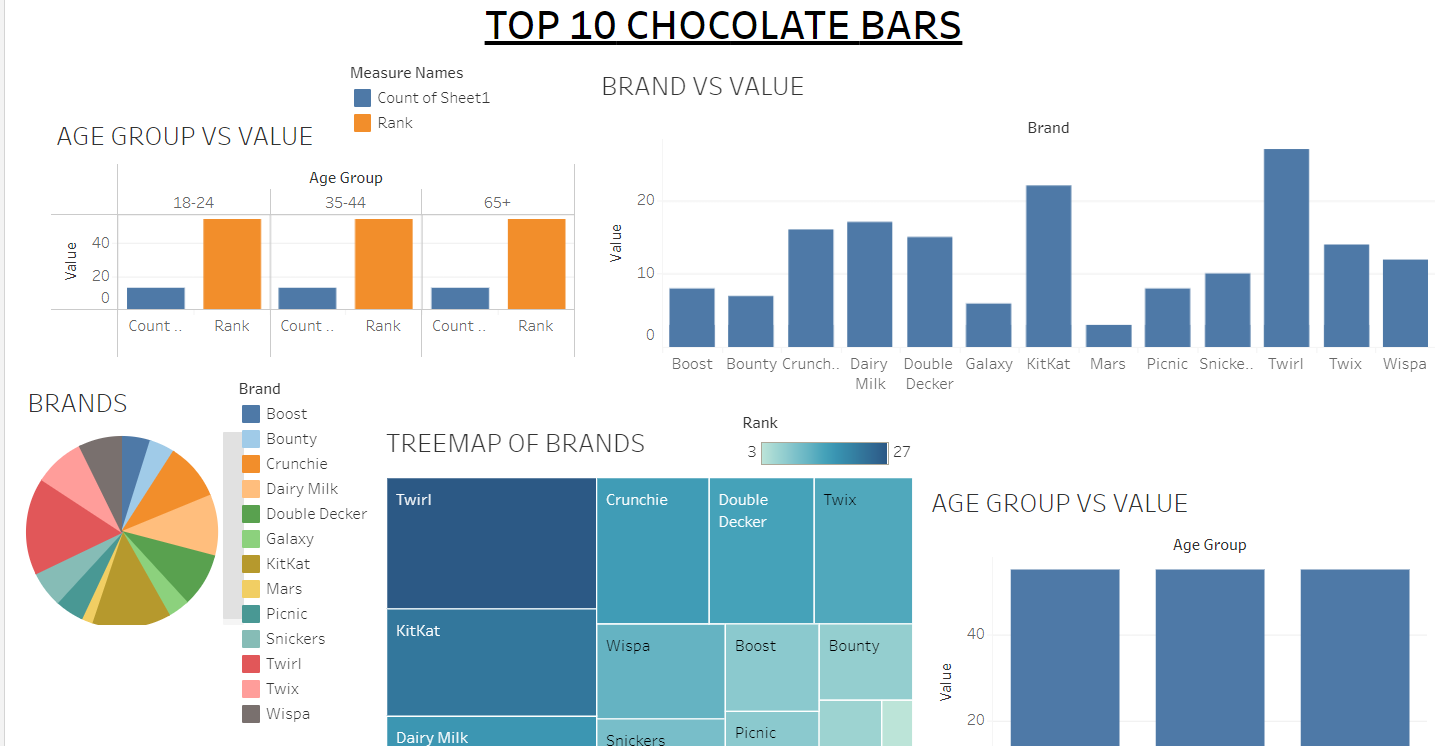 TOP 10 CHOCOLATE BARS
Measure Names
Count of Sheet1
Rank
AGE GROUP VS VALUE
Age Group
18-24 35-44 65+
Value
40
20
0
Count .. Rank Count .. Rank Count .. Rank
BRAND VS VALUE
Brand
Value
20
10
0
Boost Bounty Crunch.. Dairy Double Galaxy KitKat Mars Picnic Snicke.. Twirl Twix Wispa
Milk Decker
BRANDS
Brand
Boost
Bounty
Crunchie
Dairy Milk
Double Decker
Galaxy
KitKat
Mars
Picnic
Snickers
Twirl
Twix
Wispa
TREEMAP OF BRANDS
Rank
3 27
Twirl Crunchie Double Twix
Decker
KitKat
Wispa Boost Bounty
Picnic
Dairy Milk Snickers
AGE GROUP VS VALUE
Age Group
Value
40
20